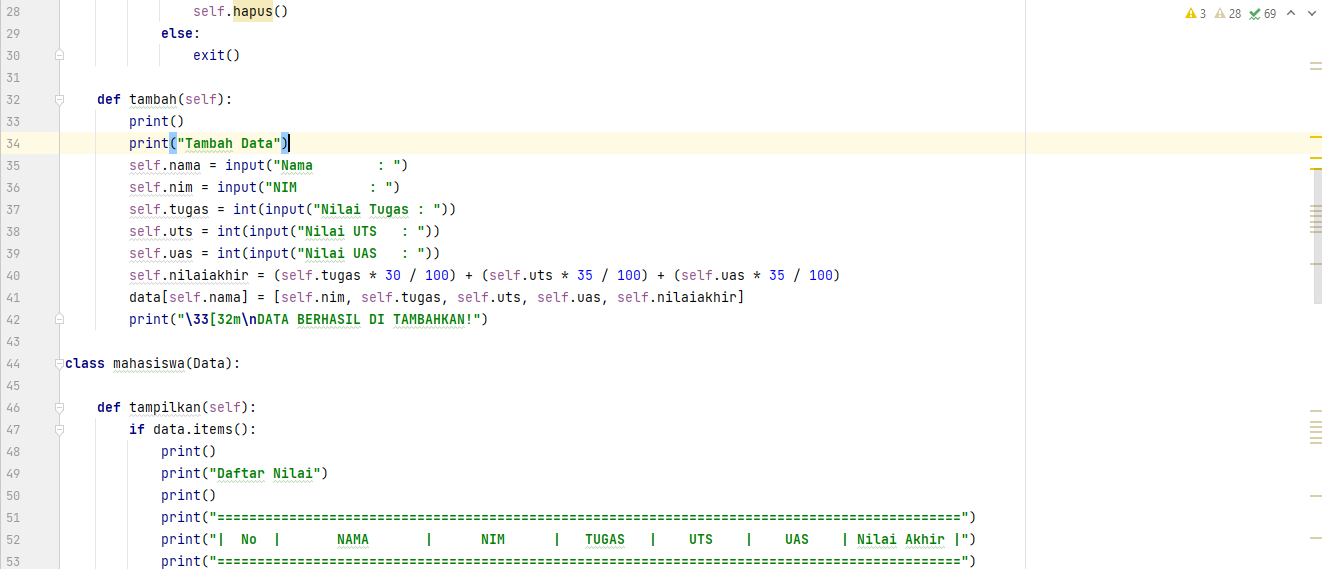 28 self.hapus() 3 28 69
29 else:
30 exit()
31
32 def tambah(self):
33 print()
34 print("Tambah Data")
35 self.nama = input("Nama        : ")
36 self.nim = input("NIM         : ")
37 self.tugas = int(input("Nilai Tugas : "))
38 self.uts = int(input("Nilai UTS   : "))
39 self.uas = int(input("Nilai UAS   : "))
40 self.nilaiakhir = (self.tugas * 30 / 100) + (self.uts * 35 / 100) + (self.uas * 35 / 100)
41 data[self.nama] = [self.nim, self.tugas, self.uts, self.uas, self.nilaiakhir]
42 print("\33[32m\nDATA BERHASIL DI TAMBAHKAN!")
43
44 class mahasiswa(Data):
45
46 def tampilkan(self):
47 if data.items():
48 print()
49 print("Daftar Nilai")
50 print()
51 print("=============================================================================================")
52 print("|  No  |       NAMA       |      NIM      |   TUGAS   |    UTS    |    UAS    | Nilai Akhir |")
53 print("=============================================================================================")